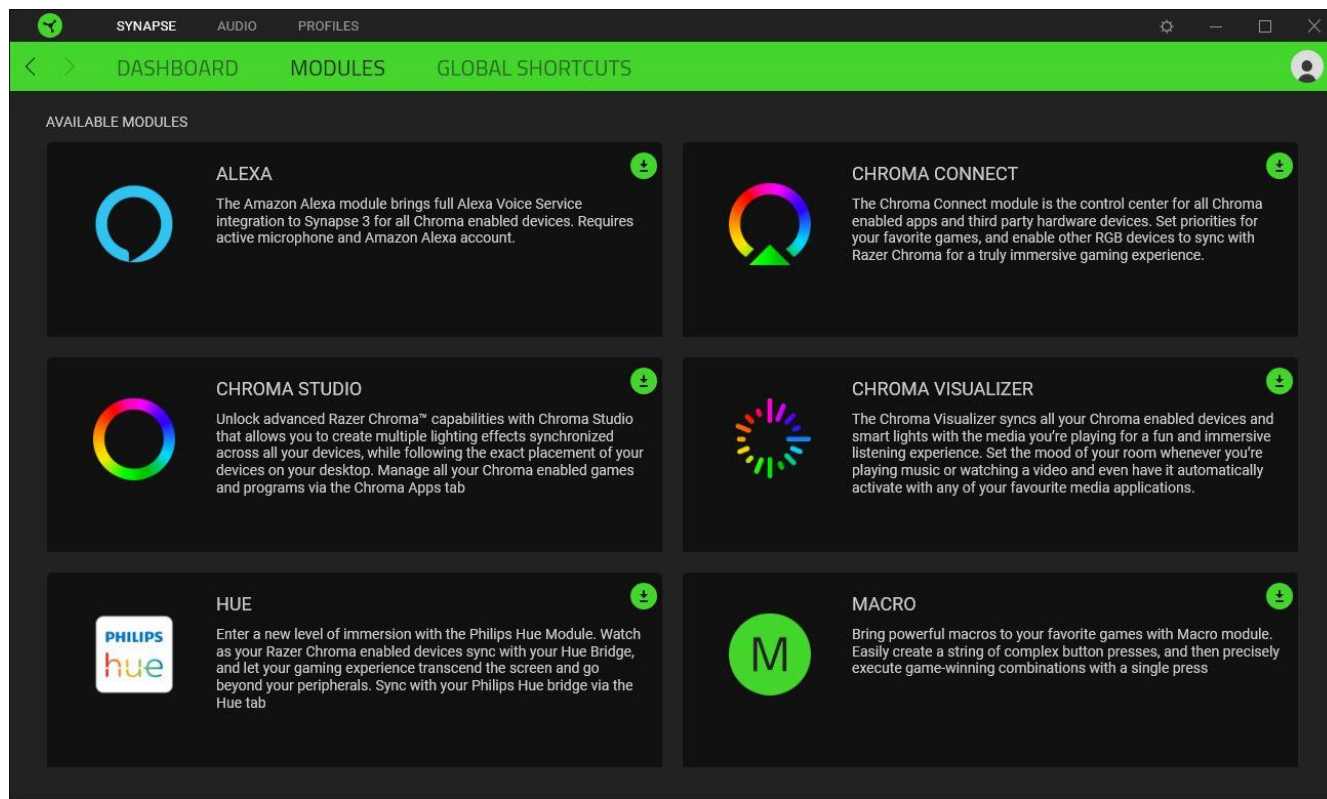 SYNAPSE AUDIO PROFILES
DASHBOARD MODULES GLOBAL SHORTCUTS
AVAILABLE MODULES
ALEXA
The Amazon Alexa module brings full Alexa Voice Service
integration to Synapse 3 for all Chroma enabled devices. Requires
active microphone and Amazon Alexa account.
CHROMA CONNECT
The Chroma Connect module is the control center for all Chroma
enabled apps and third party hardware devices. Set priorities for
your favorite games, and enable other RGB devices to sync with
Razer Chroma for a truly immersive gaming experience.
CHROMA STUDIO
Unlock advanced Razer Chroma™ capabilities with Chroma Studio
that allows you to create multiple lighting effects synchronized
across all your devices, while following the exact placement of your
devices on your desktop. Manage all your Chroma enabled games
and programs via the Chroma Apps tab
CHROMA VISUALIZER
The Chroma Visualizer syncs all your Chroma enabled devices and
smart lights with the media you're playing for a fun and immersive
listening experience. Set the mood of your room whenever you're
playing music or watching a video and even have it automatically
activate with any of your favourite media applications.
PHILIPS
hue
HUE
Enter a new level of immersion with the Philips Hue Module. Watch
as your Razer Chroma enabled devices sync with your Hue Bridge,
and let your gaming experience transcend the screen and go
beyond your peripherals. Sync with your Philips Hue bridge via the
Hue tab
M
MACRO
Bring powerful macros to your favorite games with Macro module.
Easily create a string of complex button presses, and then precisely
execute game-winning combinations with a single press